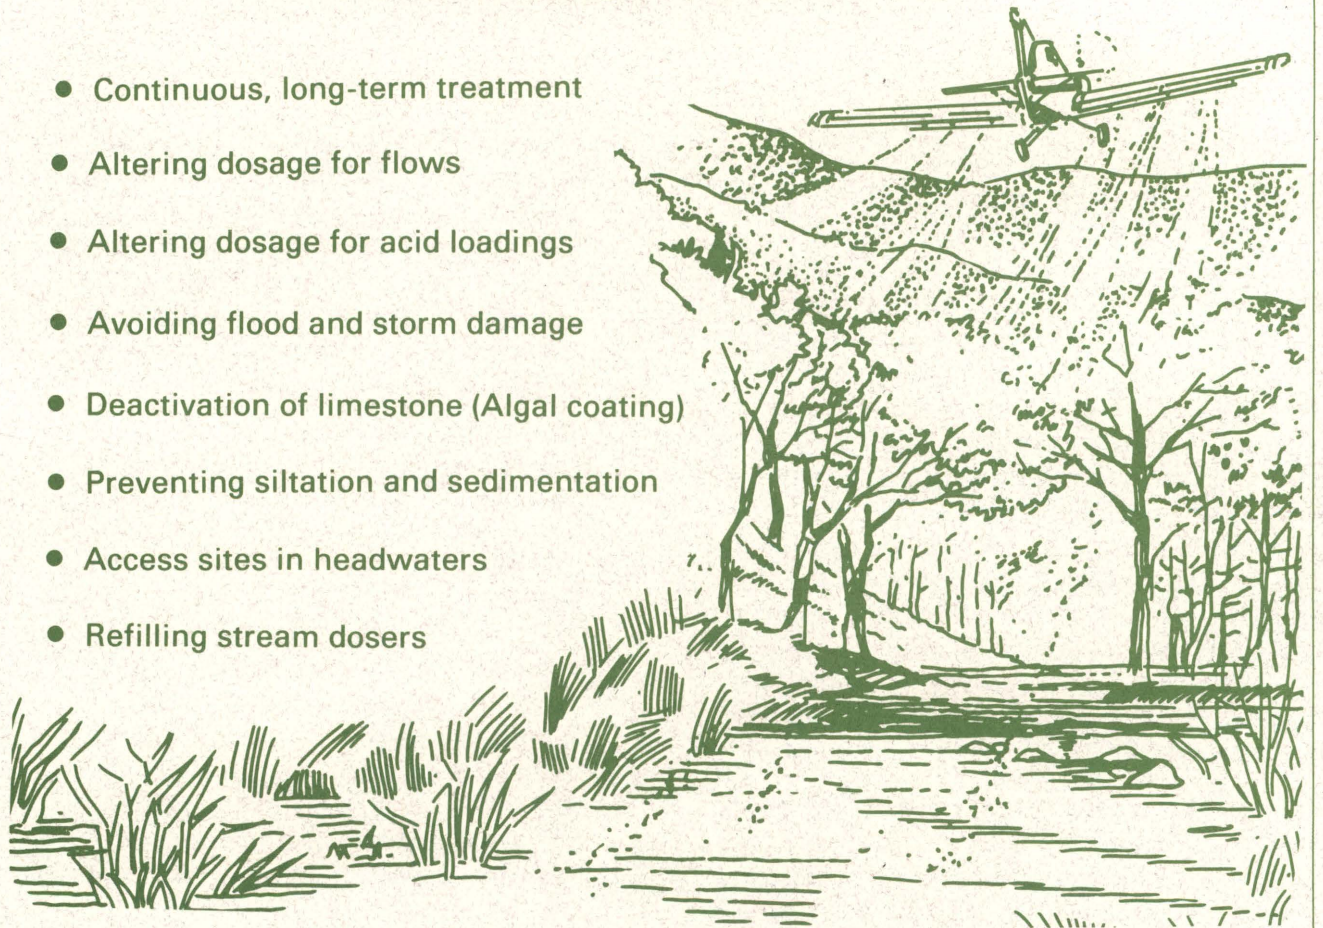 • Continuous, long-term treatment
• Altering dosage for flows
• Altering dosage for acid loadings
• Avoiding flood and storm damage
• Deactivation of limestone (Algal coating)
• Preventing siltation and sedimentation
• Access sites in headwaters
• Refilling stream dosers